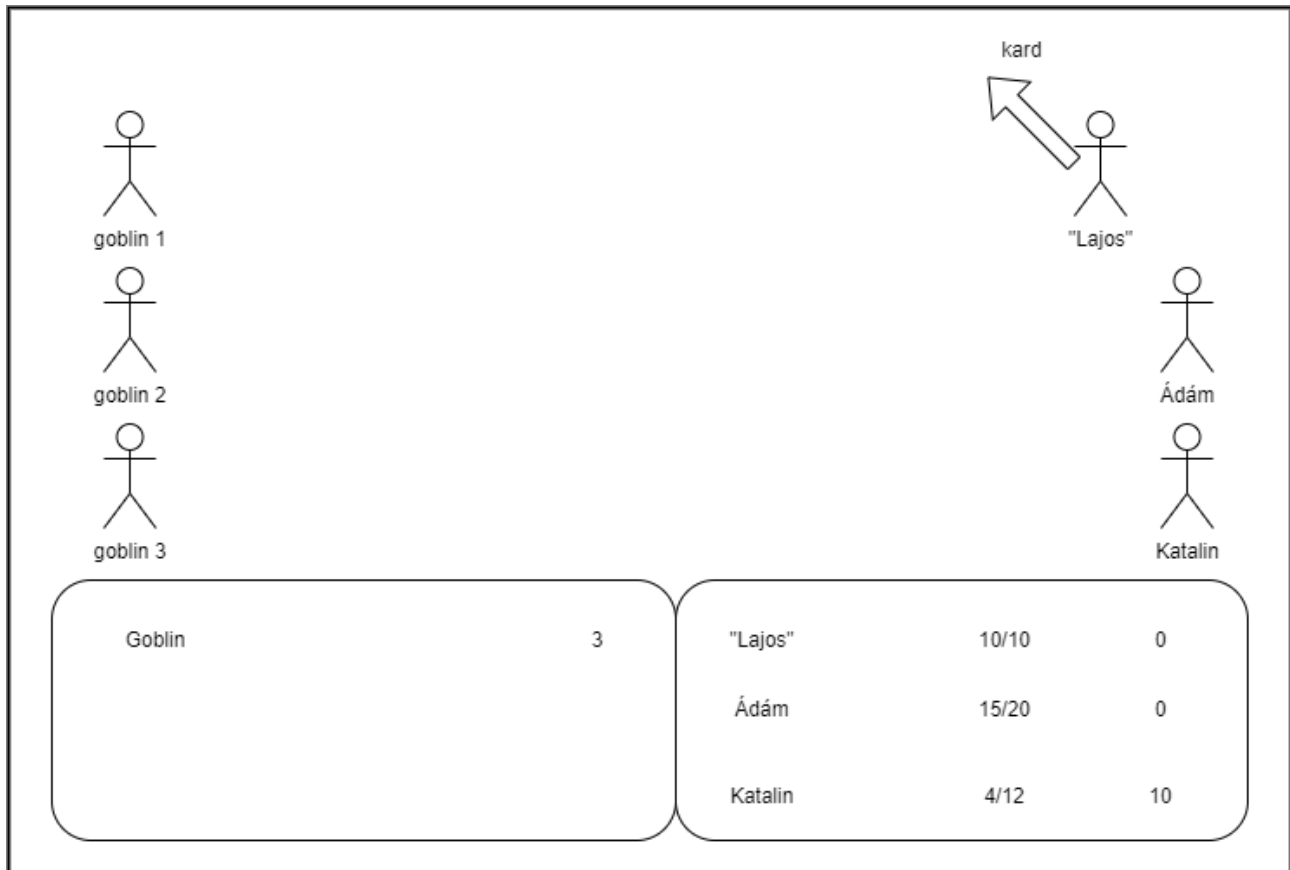 kard
goblin 1
"Lajos"
goblin 2
Ádám
goblin 3
Katalin
Goblin 3
"Lajos" 10/10 0
Ádám 15/20 0
Katalin 4/12 10